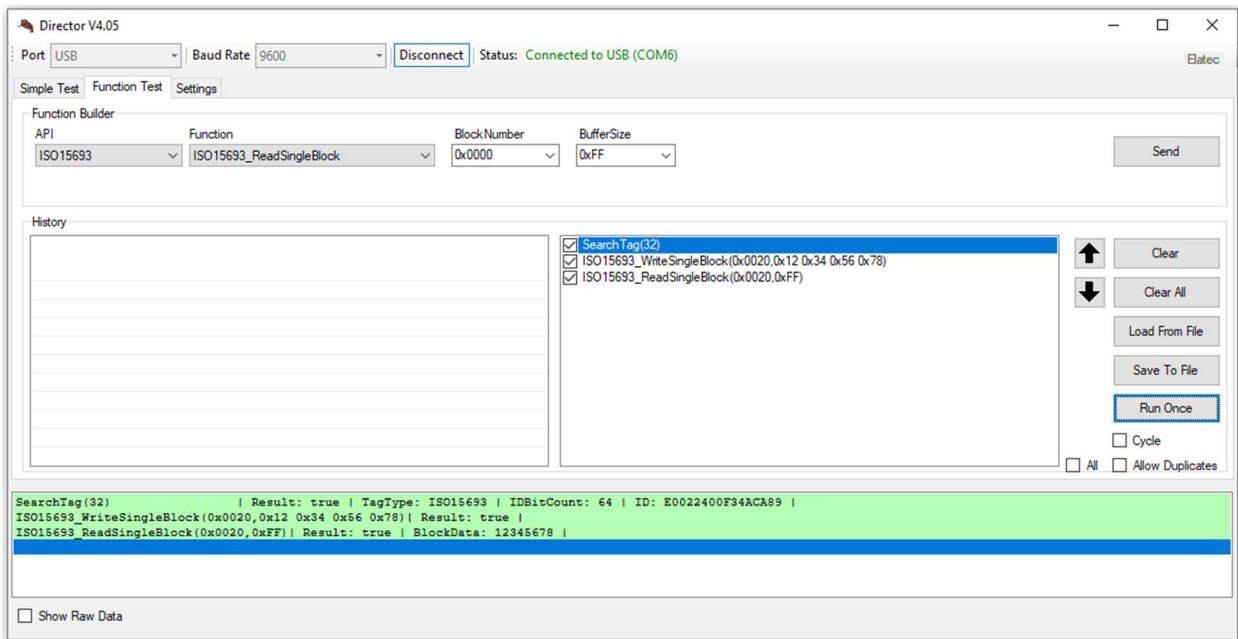 Director V4.05
Port USB Baud Rate 9600 Disconnect Status: Connected to USB (COM6)
Elatec
Simple Test Function Test Settings
Function Builder
API Function BlockNumber BufferSize
ISO15693 ISO15693_ReadSingleBlock 0x0000 0xFF Send
History
SearchTag(32)
ISO15693_WriteSingleBlock(0x0020,0x12 0x34 0x56 0x78)
ISO15693_ReadSingleBlock(0x0020,0xFF)
Clear
Clear All
Load From File
Save To File
Run Once
Cycle
All Allow Duplicates
SearchTag(32) | Result: true | TagType: ISO15693 | IDBitCount: 64 | ID: E0022400F34ACA89 |
ISO15693_WriteSingleBlock(0x0020,0x12 0x34 0x56 0x78)| Result: true |
ISO15693_ReadSingleBlock(0x0020,0xFF)| Result: true | BlockData: 12345678 |
Show Raw Data